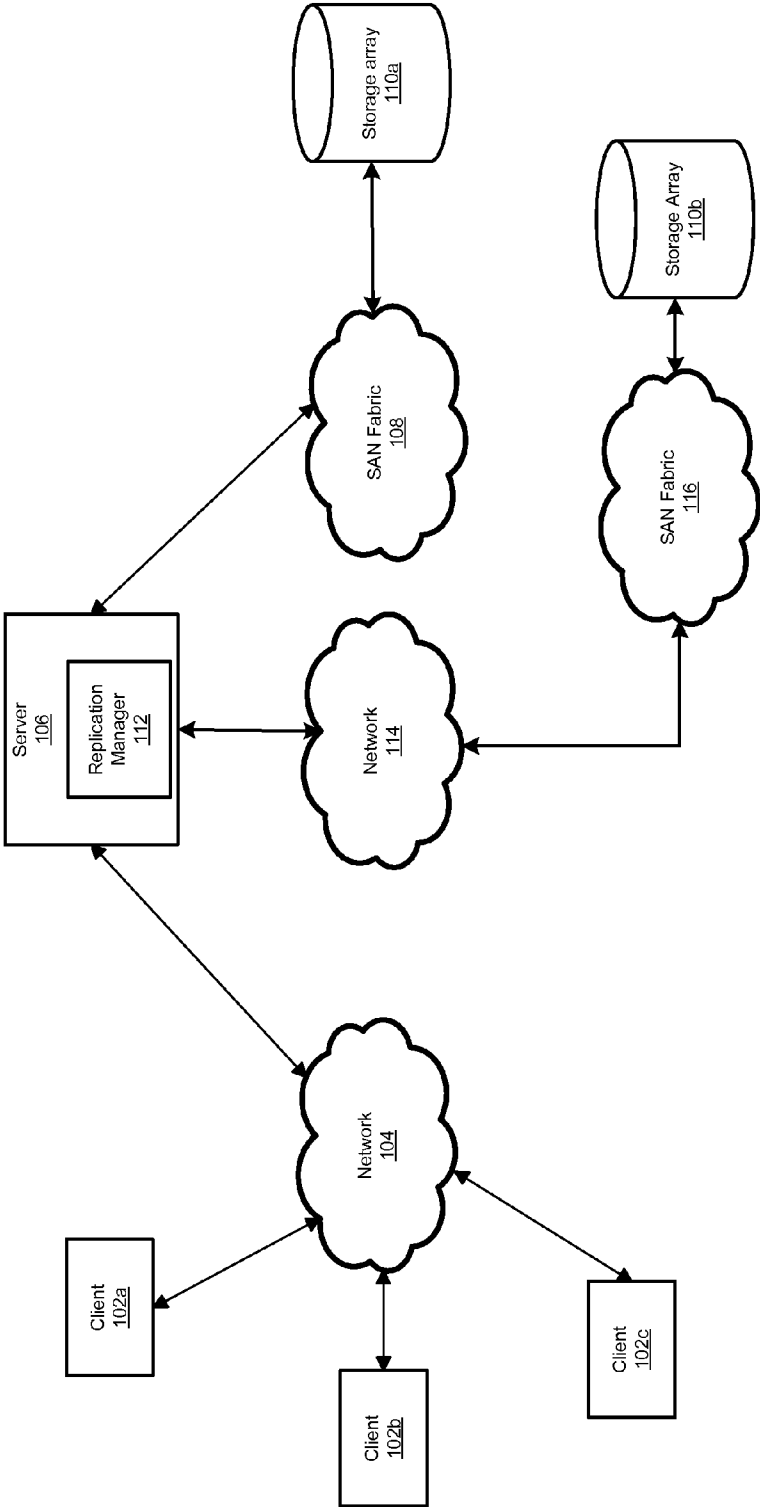 Client
102a
Client
102b
Client
102c
Network
104
Server
106
Replication
Manager
112
Network
114
SAN Fabric
108
SAN Fabric
116
Storage array
110a
Storage Array
110b